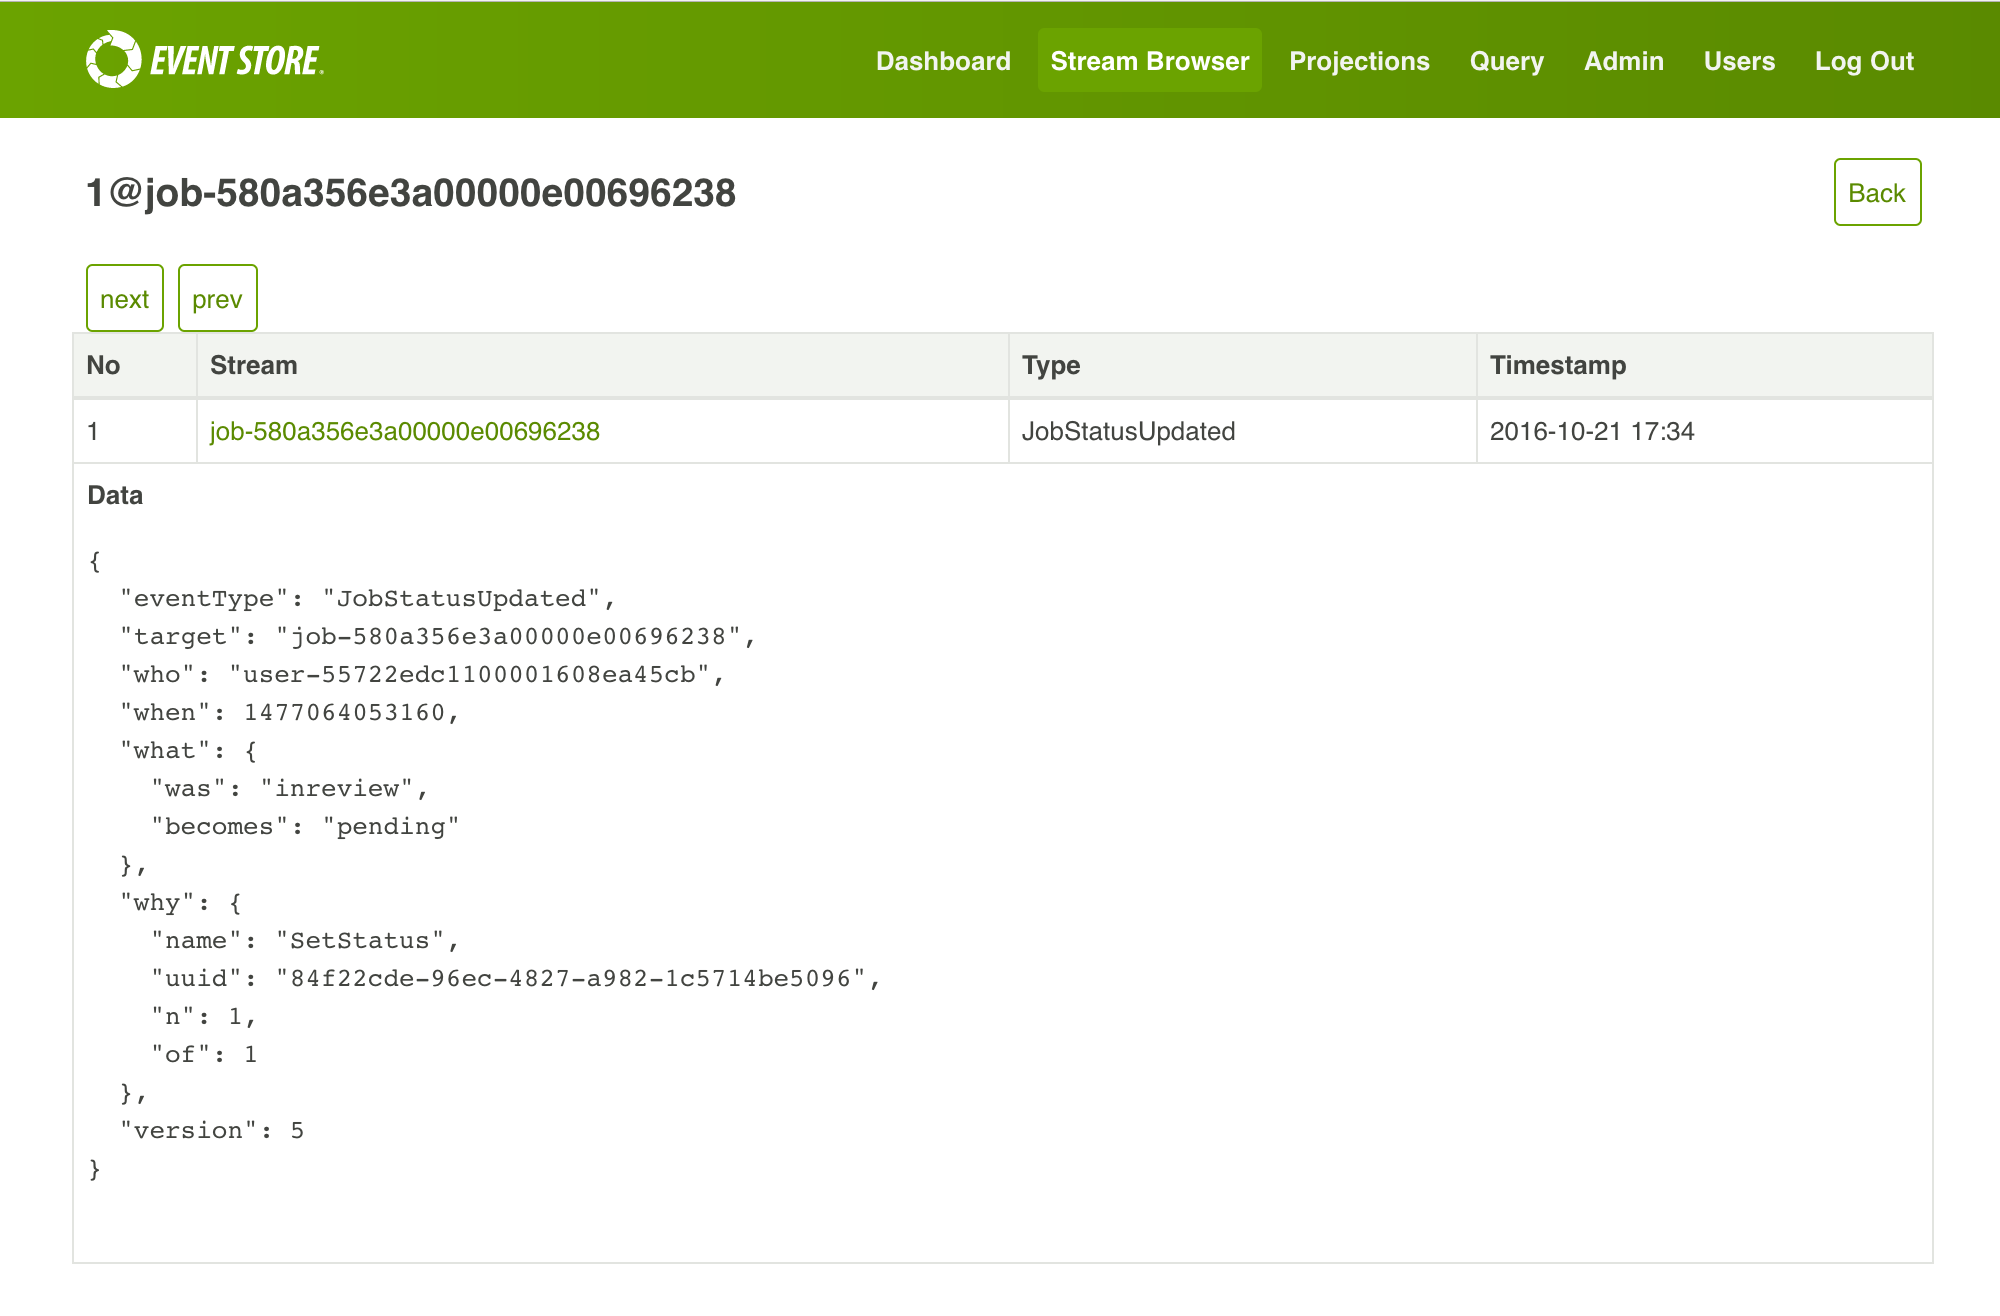 EVENT STORE
Dashboard Stream Browser Projections Query Admin Users Log Out
1@job-580a356e3a00000e00696238
Back
next prev
No Stream Type Timestamp
1 job-580a356e3a00000e00696238 JobStatusUpdated 2016-10-21 17:34
Data
{
  "eventType": "JobStatusUpdated",
  "target": "job-580a356e3a00000e00696238",
  "who": "user-55722edc1100001608ea45cb",
  "when": 1477064053160,
  "what": {
    "was": "inreview",
    "becomes": "pending"
  },
  "why": {
    "name": "SetStatus",
    "uuid": "84f22cde-96ec-4827-a982-1c5714be5096",
    "n": 1,
    "of": 1
  },
  "version": 5
}